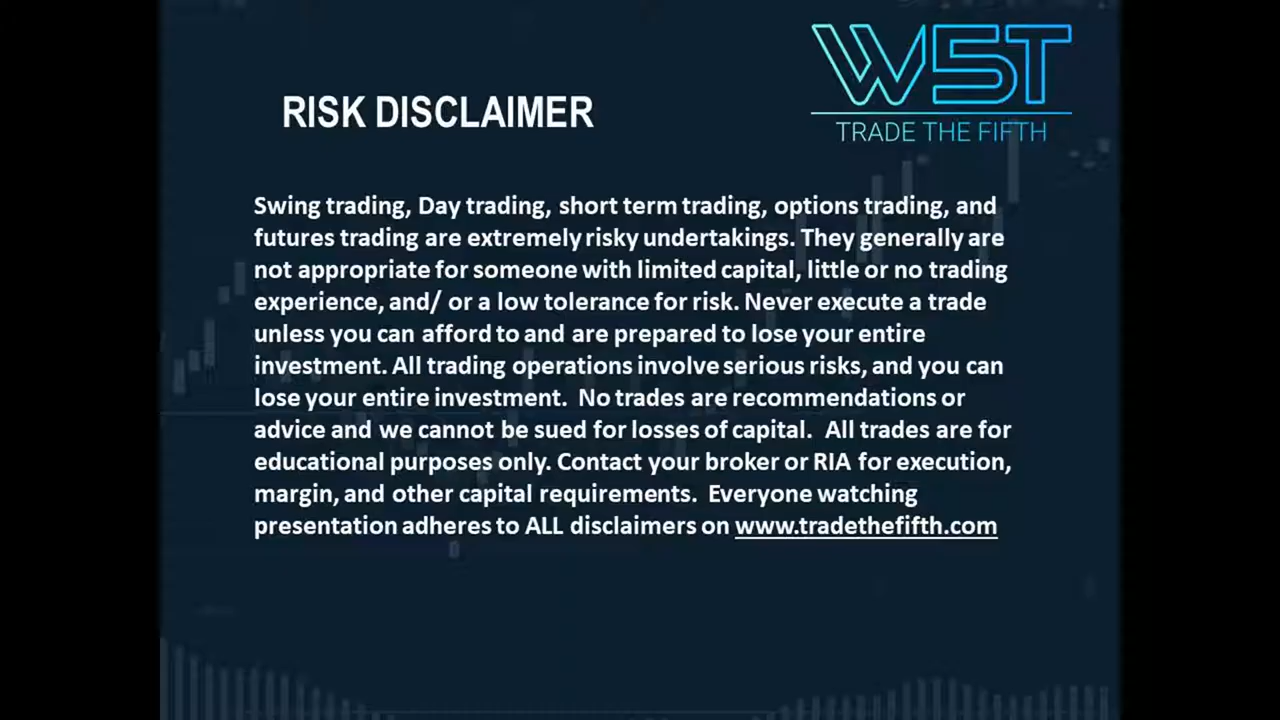 W5T
TRADE THE FIFTH
RISK DISCLAIMER
Swing trading, Day trading, short term trading, options trading, and
futures trading are extremely risky undertakings. They generally are
not appropriate for someone with limited capital, little or no trading
experience, and/ or a low tolerance for risk. Never execute a trade
unless you can afford to and are prepared to lose your entire
investment. All trading operations involve serious risks, and you can
lose your entire investment.  No trades are recommendations or
advice and we cannot be sued for losses of capital.  All trades are for
educational purposes only. Contact your broker or RIA for execution,
margin, and other capital requirements.  Everyone watching
presentation adheres to ALL disclaimers on www.tradethefifth.com